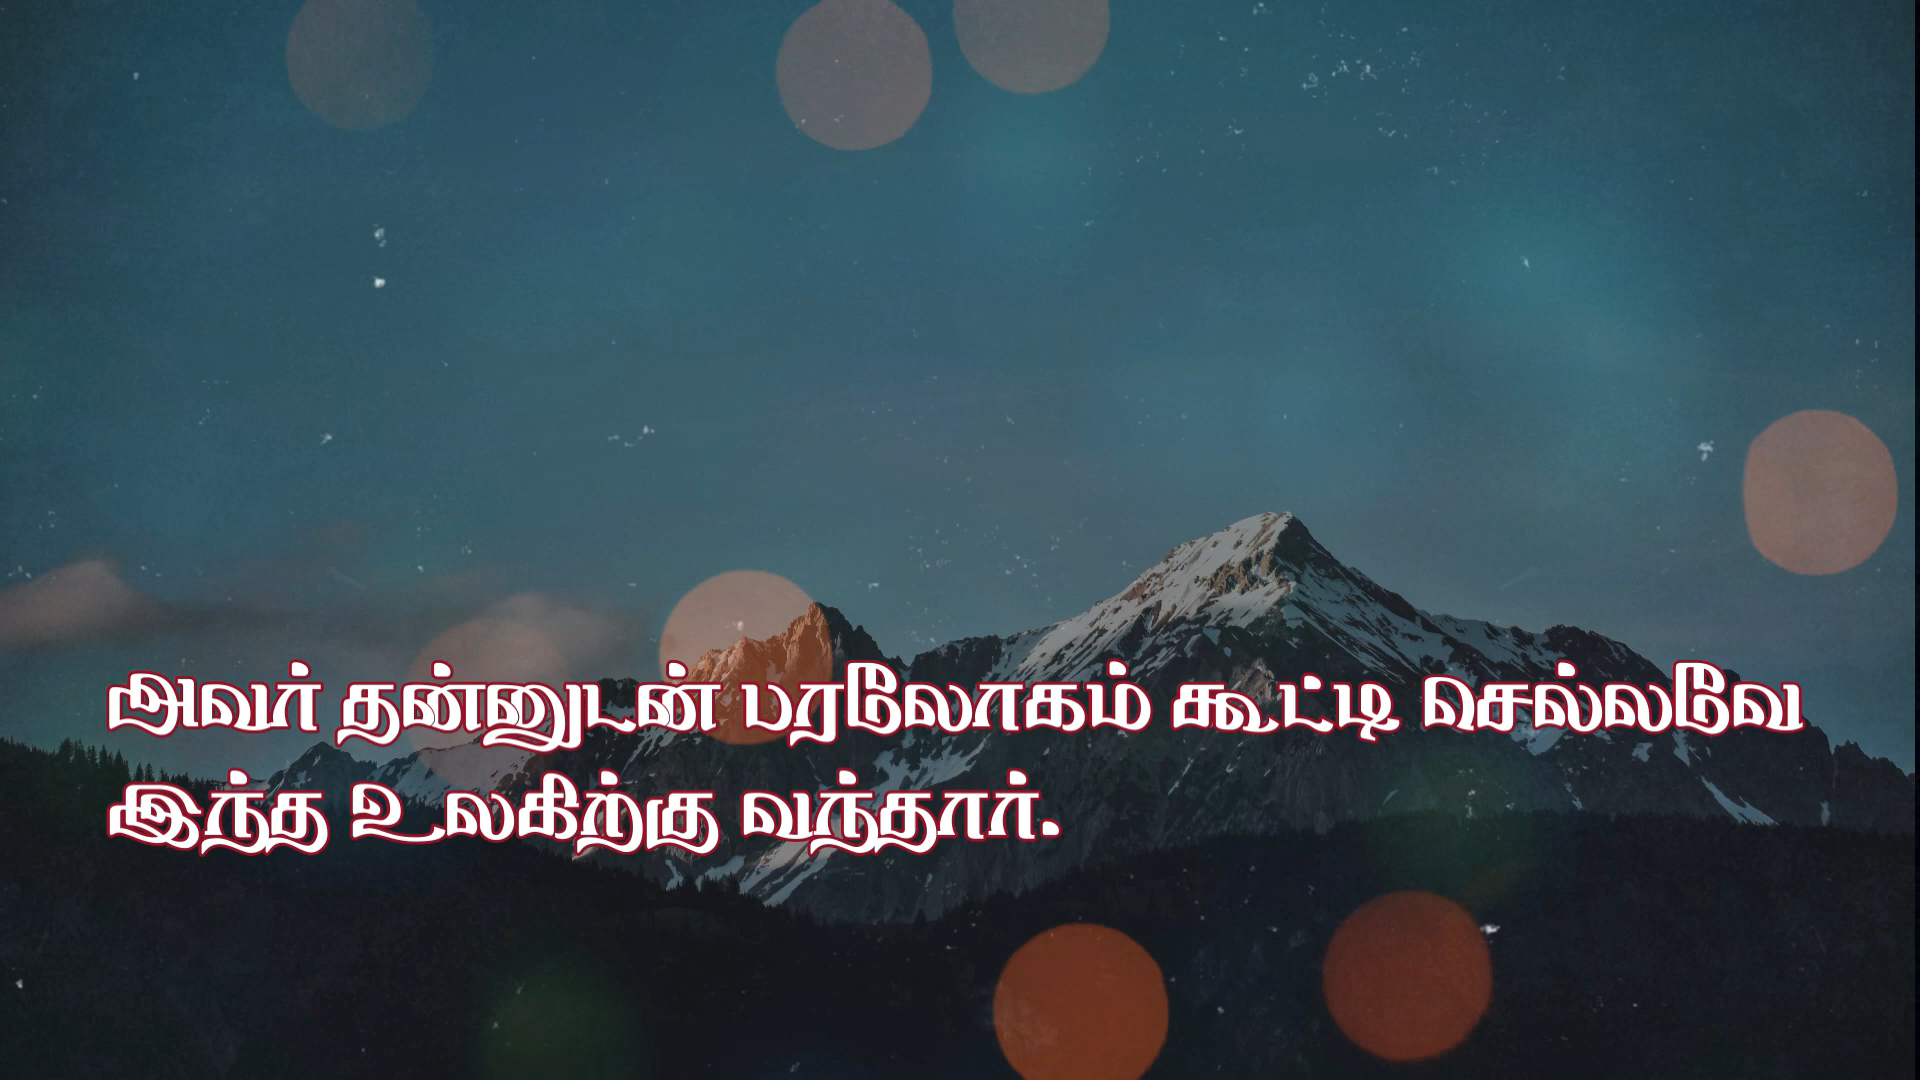 அவர் தன்னுடன் பரலோகம் கூட்டி செல்லவே
இந்த உலகிற்கு வந்தார்.